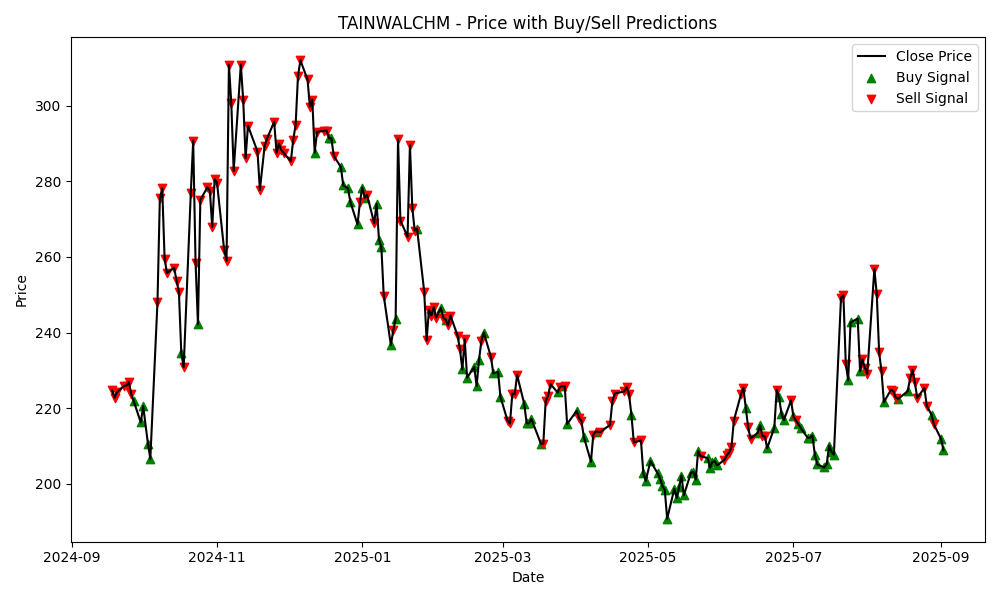 TAINWALCHM - Price with Buy/Sell Predictions
Close Price
Buy Signal
Sell Signal
Price
300
280
260
240
220
200
2024-09
2024-11
2025-01
2025-03
2025-05
2025-07
2025-09
Date